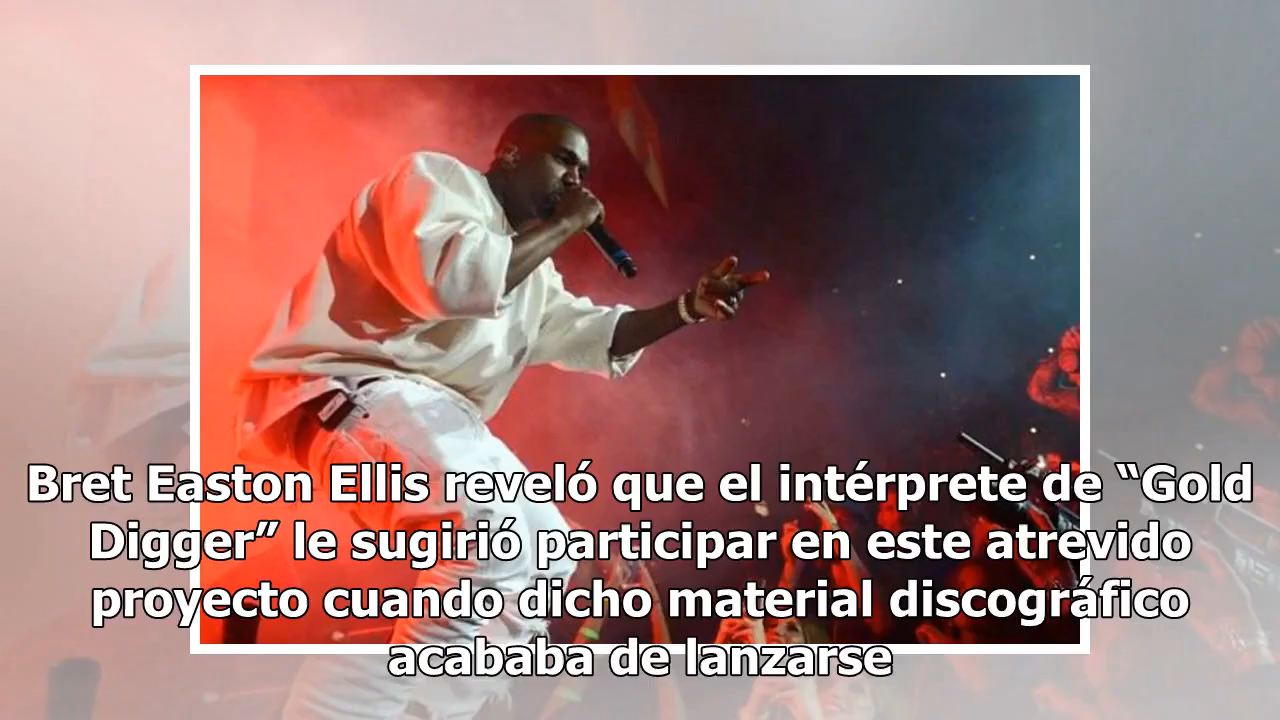 Bret Easton Ellis reveló que el intérprete de “Gold
Digger” le sugirió participar en este atrevido
proyecto cuando dicho material discográfico
acababa de lanzarse